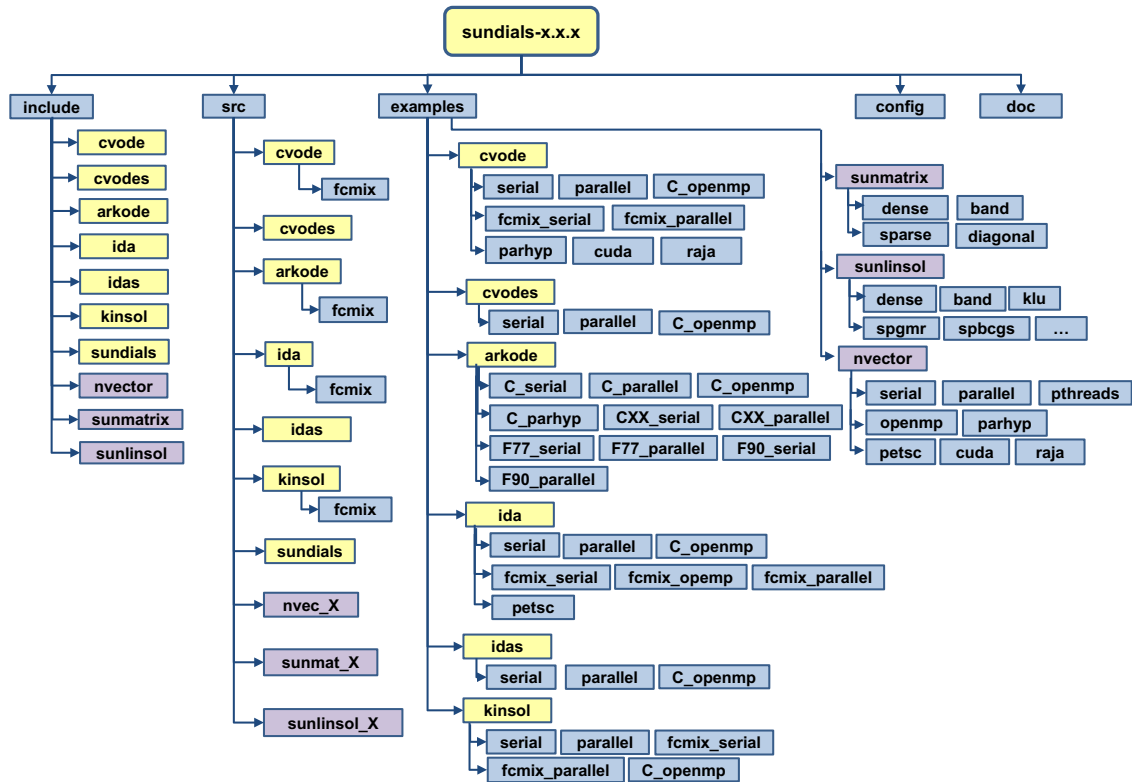 sundials-x.x.x
include
src
examples
config
doc
cvode
cvodes
arkode
ida
idas
kinsol
sundials
nvector
sunmatrix
sunlinsol
cvode
fcmix
cvodes
arkode
fcmix
ida
fcmix
idas
kinsol
fcmix
sundials
nvec_X
sunmat_X
sunlinsol_X
cvode
serial parallel C_openmp
fcmix_serial fcmix_parallel
parhyp cuda raja
cvodes
serial parallel C_openmp
arkode
C_serial C_parallel C_openmp
C_parhyp CXX_serial CXX_parallel
F77_serial F77_parallel F90_serial
F90_parallel
ida
serial parallel C_openmp
fcmix_serial fcmix_opemp fcmix_parallel
petsc
idas
serial parallel C_openmp
kinsol
serial parallel fcmix_serial
fcmix_parallel C_openmp
sunmatrix
dense band
sparse diagonal
sunlinsol
dense band klu
spgmr spbcgs …
nvector
serial parallel pthreads
openmp parhyp
petsc cuda raja